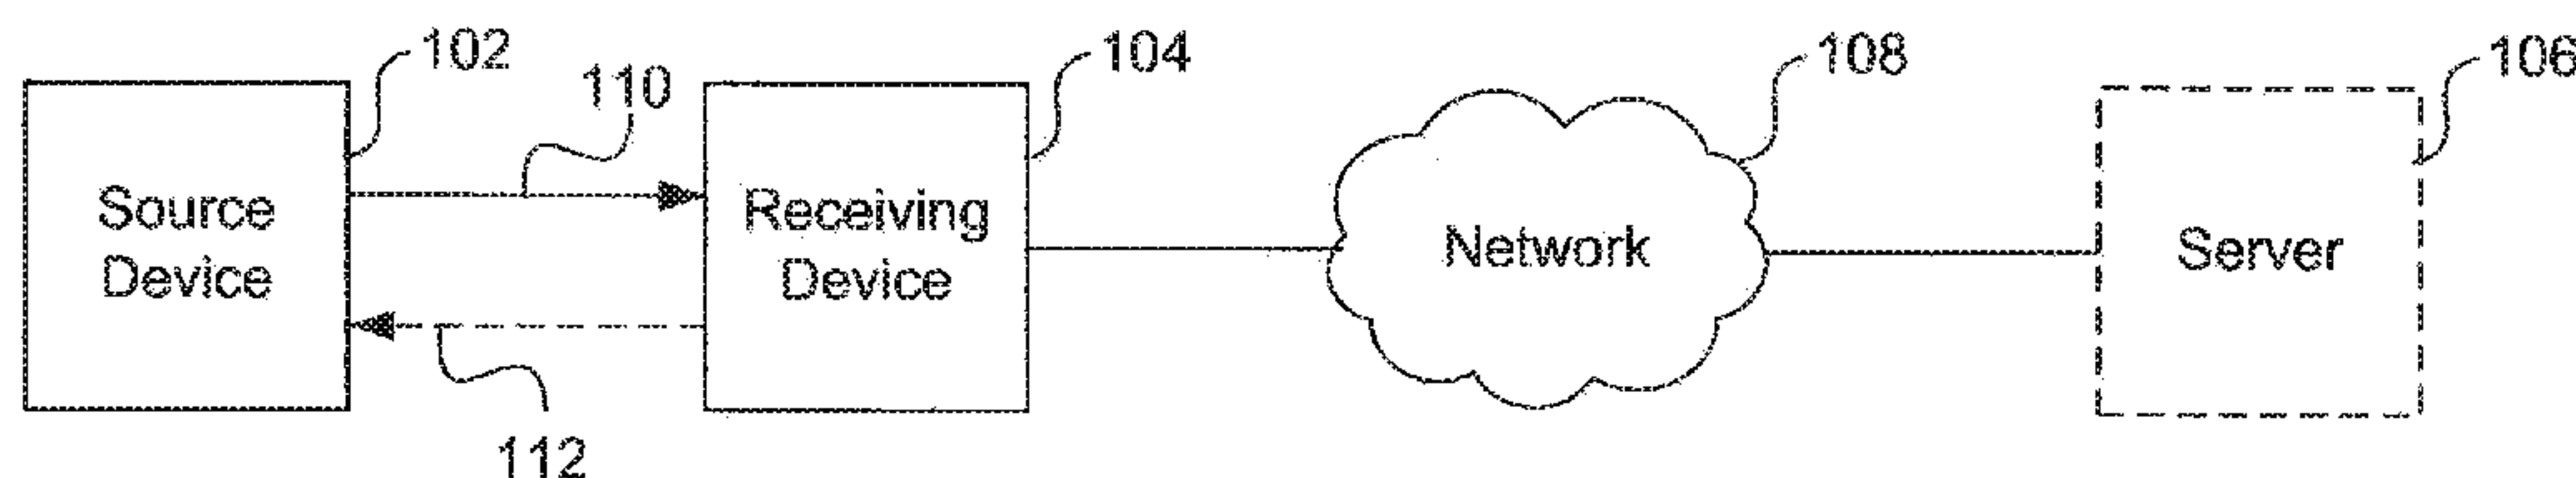 102
110
104
108
106
Source
Device
Receiving
Device
Network
Server
112